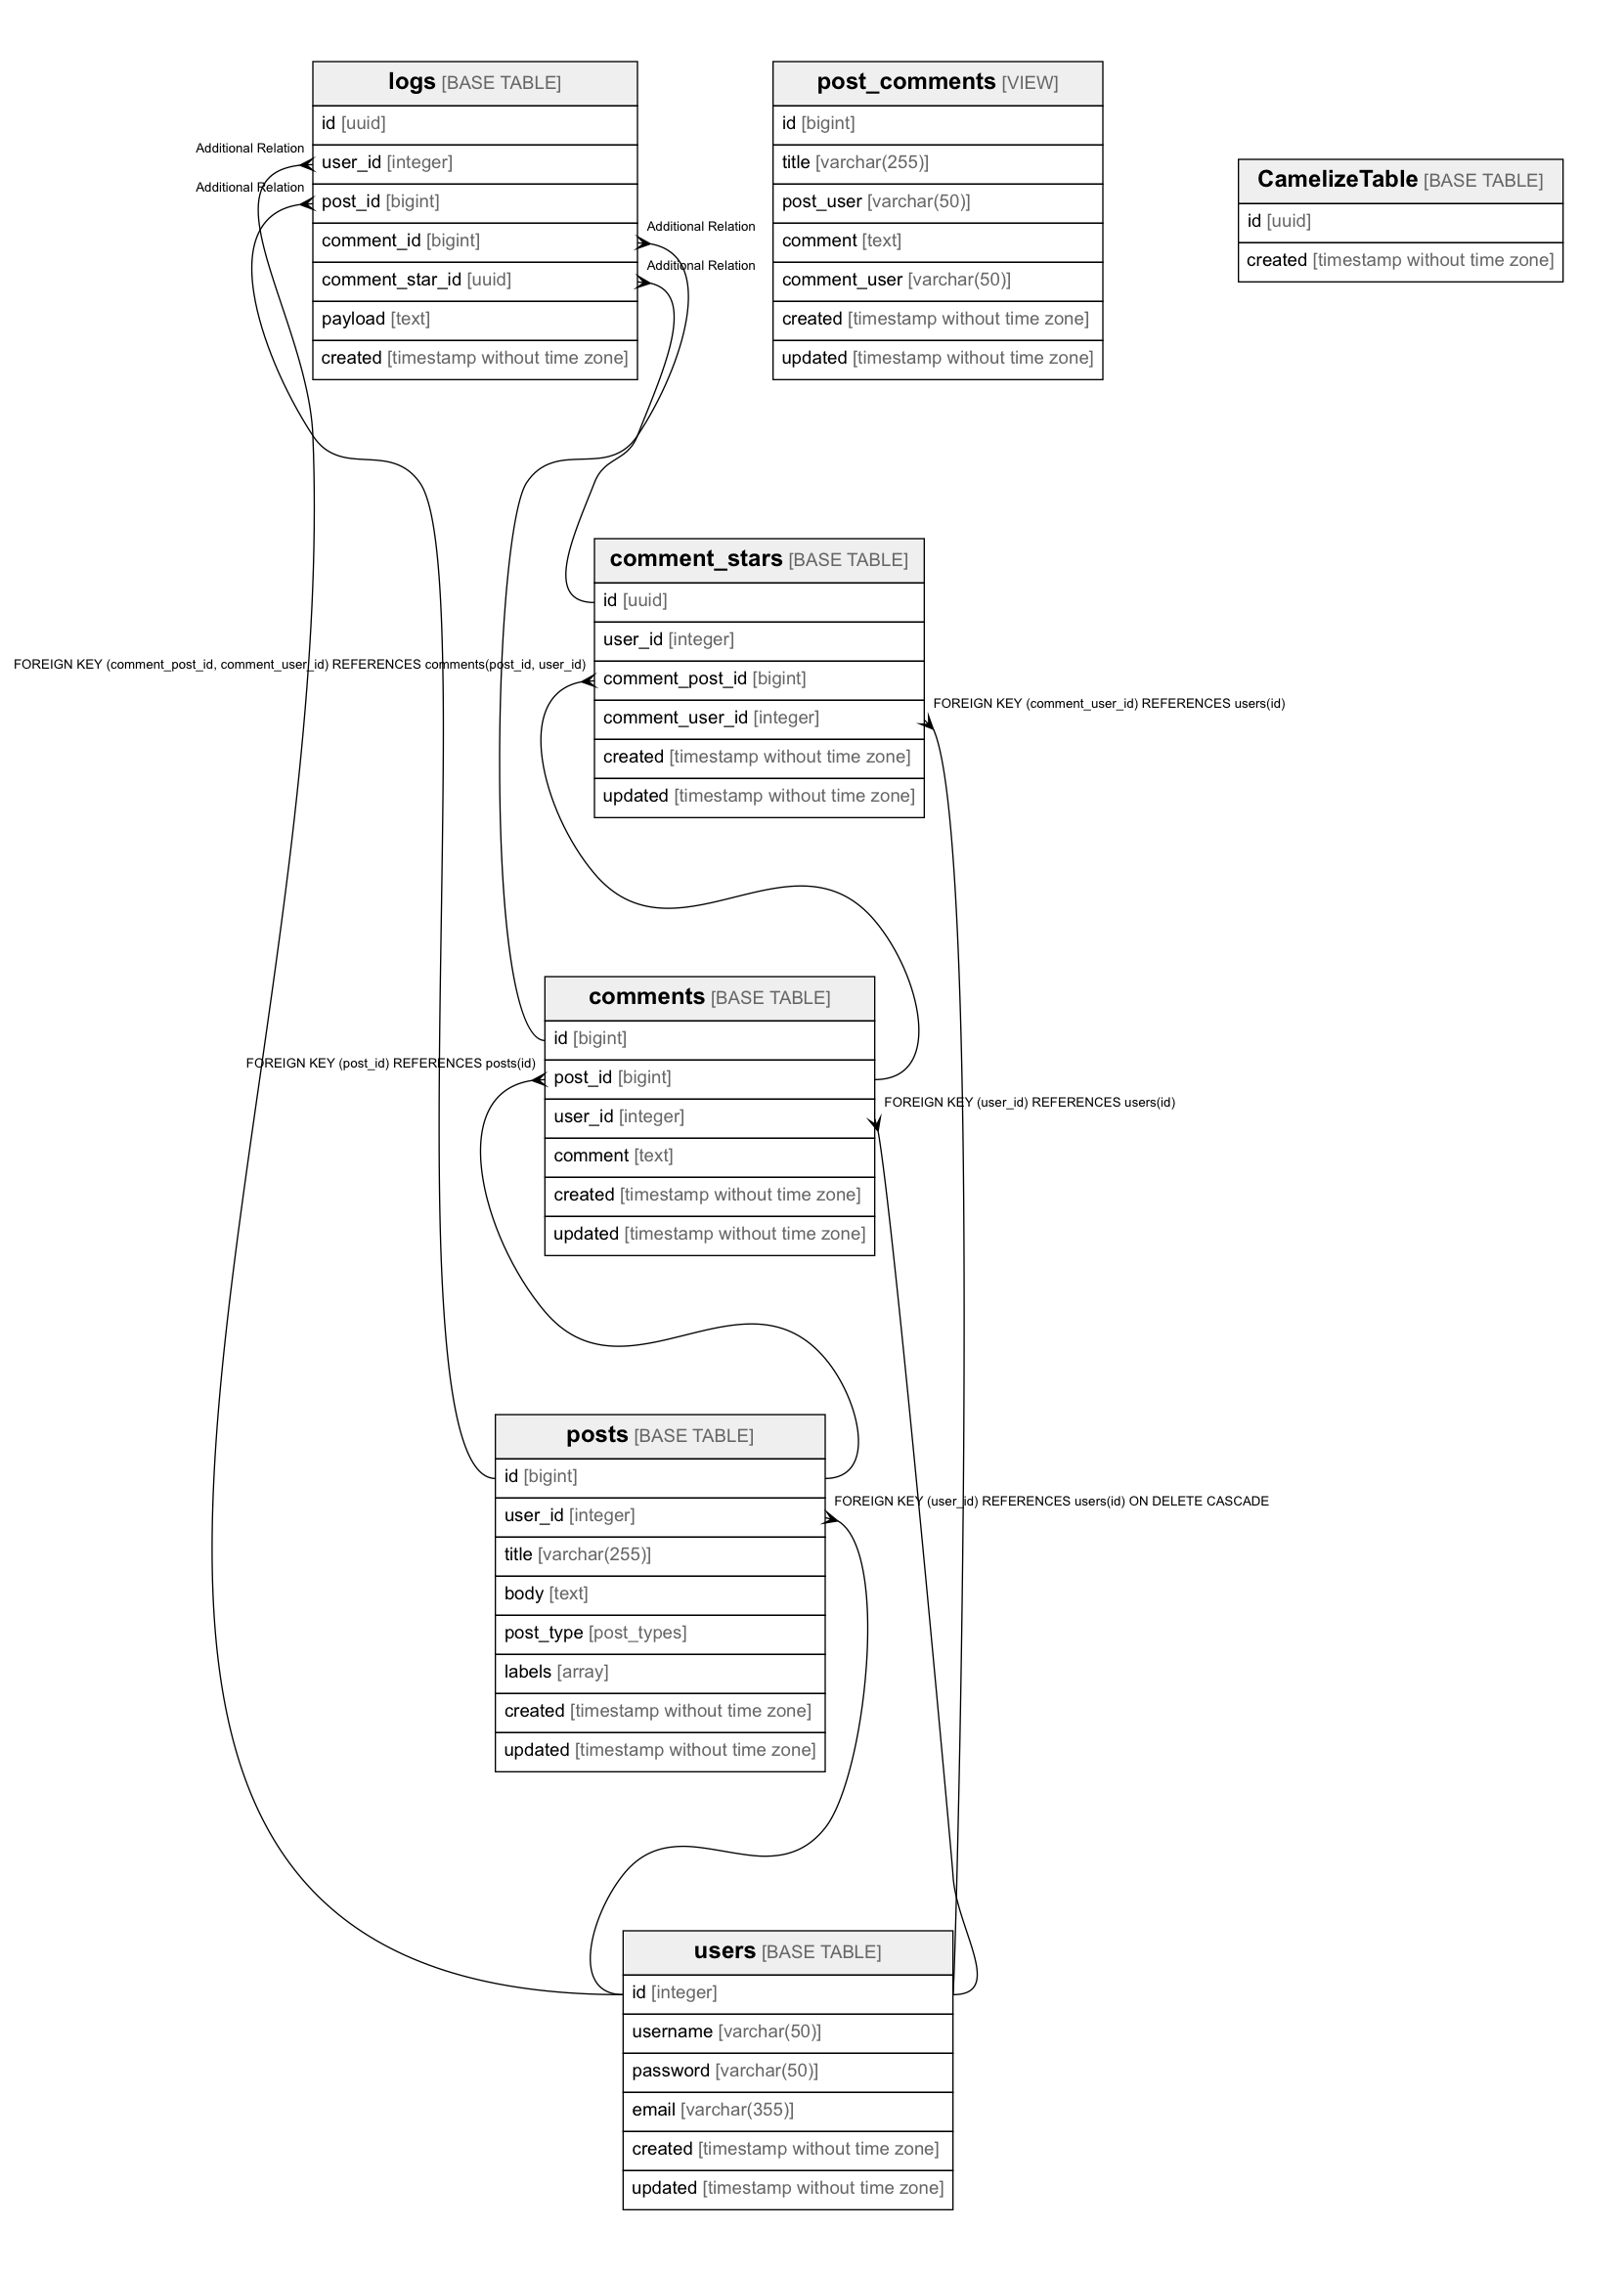 logs [BASE TABLE]
id [uuid]
Additional Relation
user_id [integer]
Additional Relation
post_id [bigint]
Additional Relation
comment_id [bigint]
Additional Relation
comment_star_id [uuid]
payload [text]
created [timestamp without time zone]
post_comments [VIEW]
id [bigint]
title [varchar(255)]
post_user [varchar(50)]
comment [text]
comment_user [varchar(50)]
created [timestamp without time zone]
updated [timestamp without time zone]
CamelizeTable [BASE TABLE]
id [uuid]
created [timestamp without time zone]
comment_stars [BASE TABLE]
id [uuid]
user_id [integer]
FOREIGN KEY (comment_post_id, comment_user_id) REFERENCES comments(post_id, user_id)
comment_post_id [bigint]
FOREIGN KEY (comment_user_id) REFERENCES users(id)
comment_user_id [integer]
created [timestamp without time zone]
updated [timestamp without time zone]
comments [BASE TABLE]
id [bigint]
FOREIGN KEY (post_id) REFERENCES posts(id)
post_id [bigint]
FOREIGN KEY (user_id) REFERENCES users(id)
user_id [integer]
comment [text]
created [timestamp without time zone]
updated [timestamp without time zone]
posts [BASE TABLE]
id [bigint]
FOREIGN KEY (user_id) REFERENCES users(id) ON DELETE CASCADE
user_id [integer]
title [varchar(255)]
body [text]
post_type [post_types]
labels [array]
created [timestamp without time zone]
updated [timestamp without time zone]
users [BASE TABLE]
id [integer]
username [varchar(50)]
password [varchar(50)]
email [varchar(355)]
created [timestamp without time zone]
updated [timestamp without time zone]